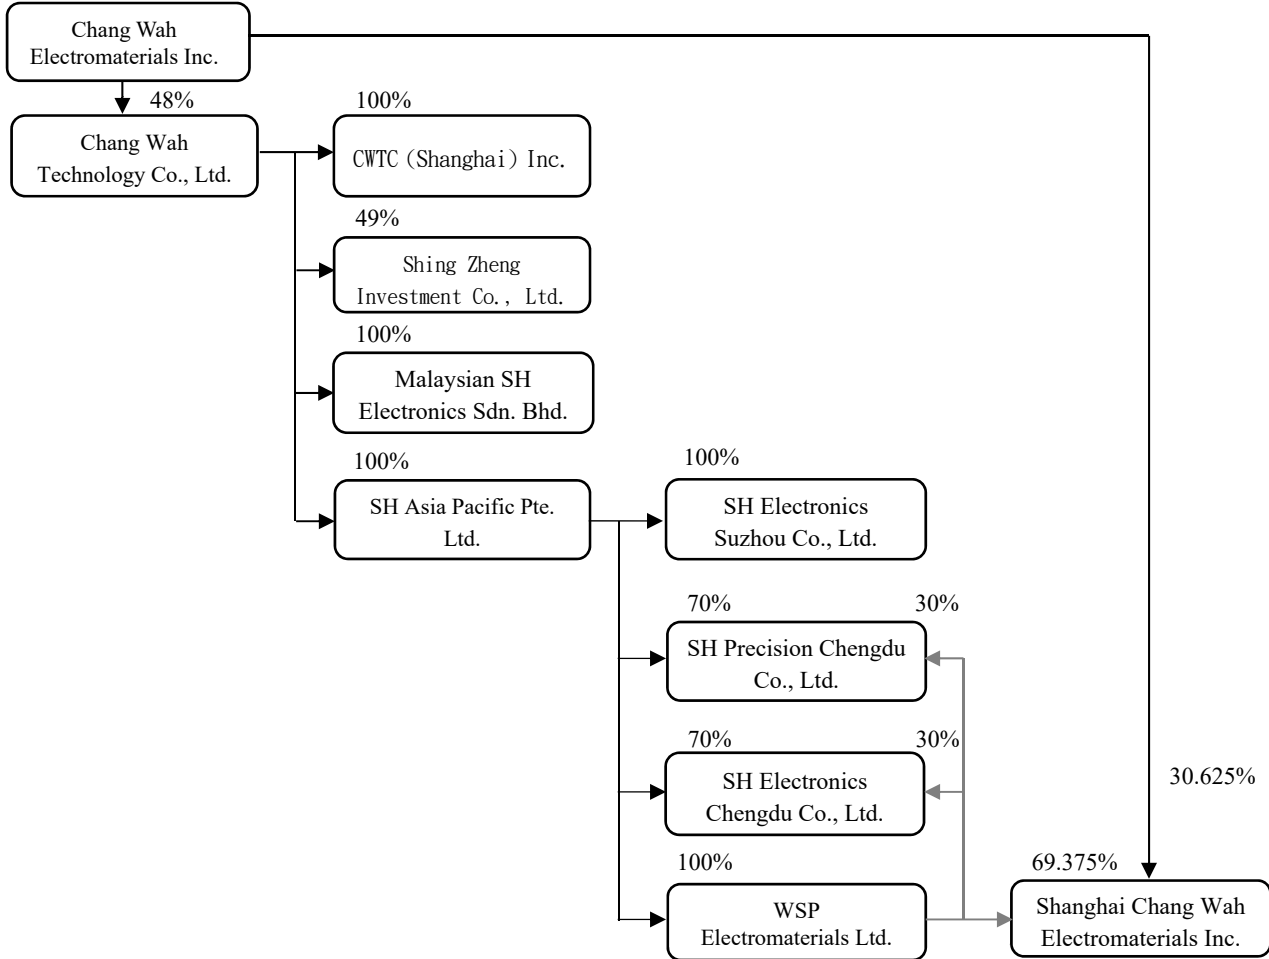 Chang Wah
Electromaterials Inc.
48%
100%
Chang Wah
Technology Co., Ltd.
CWTC (Shanghai) Inc.
49%
Shing Zheng
Investment Co., Ltd.
100%
Malaysian SH
Electronics Sdn. Bhd.
100%
100%
SH Asia Pacific Pte.
Ltd.
SH Electronics
Suzhou Co., Ltd.
70%
30%
SH Precision Chengdu
Co., Ltd.
70%
30%
SH Electronics
Chengdu Co., Ltd.
30.625%
100%
69.375%
WSP
Electromaterials Ltd.
Shanghai Chang Wah
Electromaterials Inc.